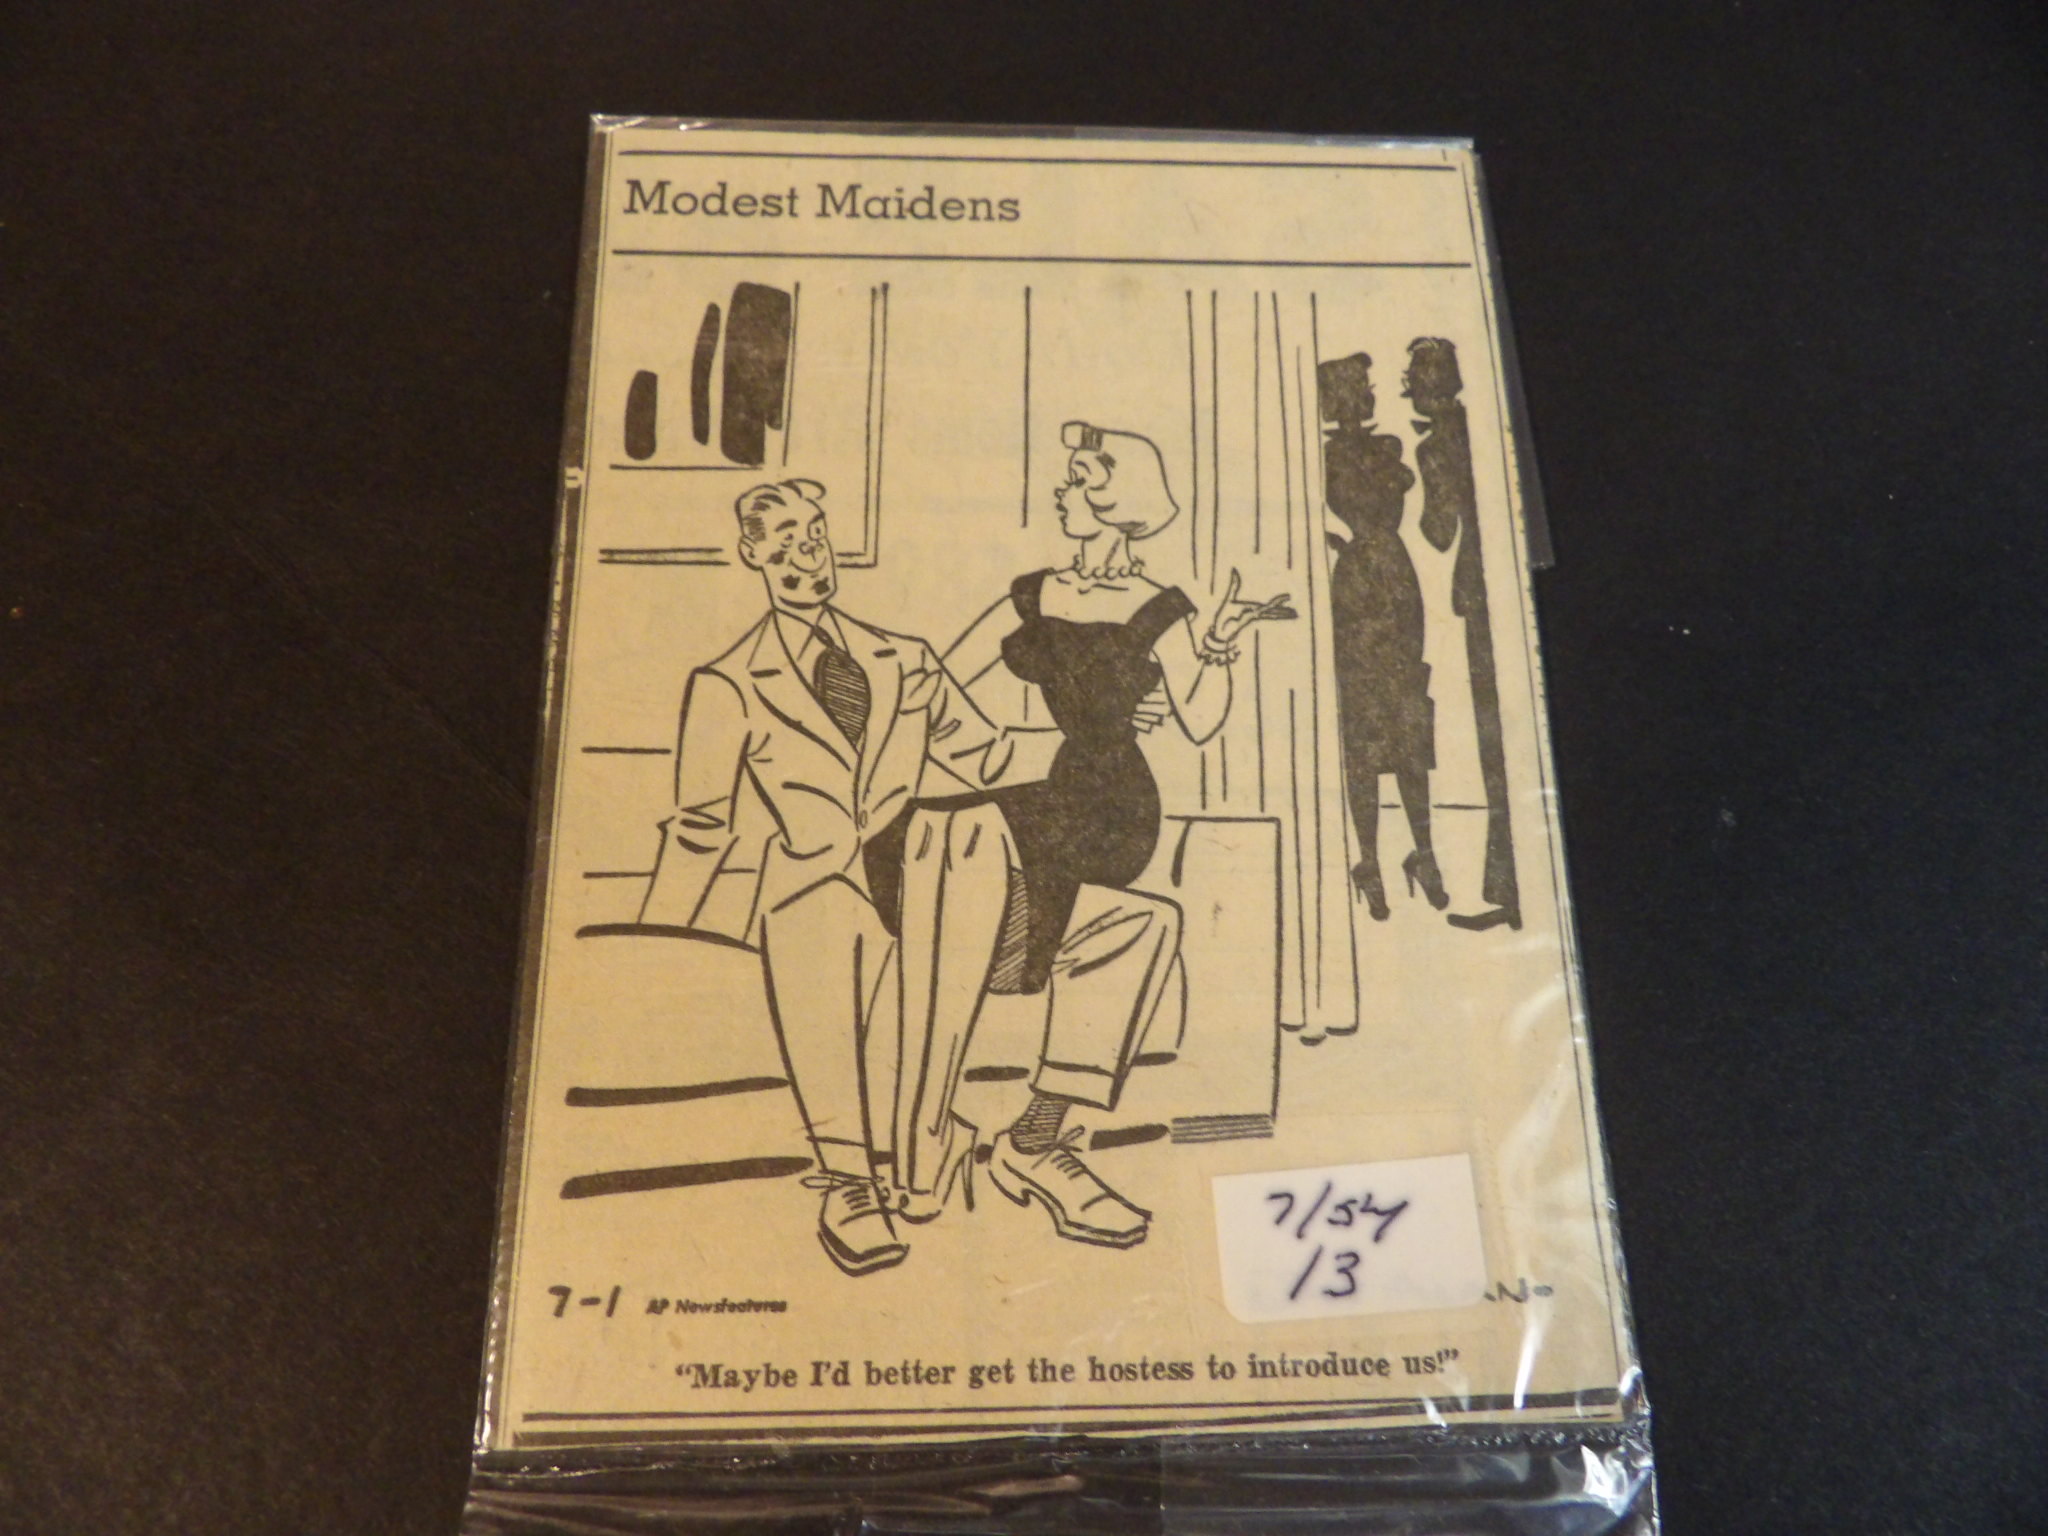 Modest Maidens
7/54
13
7-1 AP Newsfeatures
"Maybe I'd better get the hostess to introduce us!"